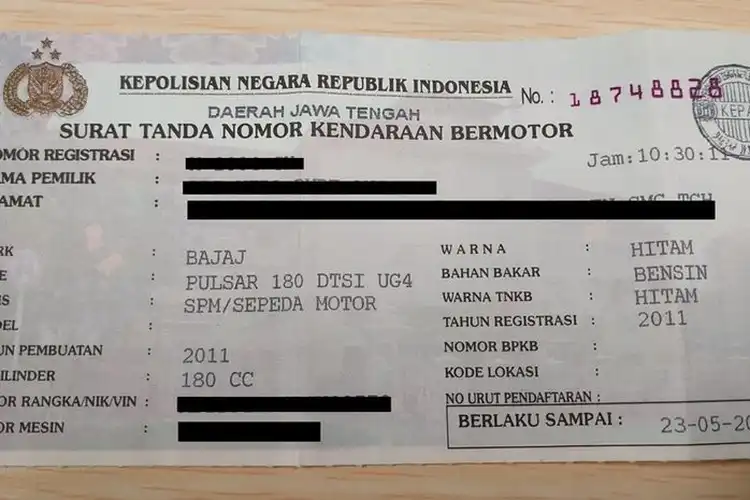 KEPOLISIAN NEGARA REPUBLIK INDONESIA
No.: 18748828
DAERAH JAWA TENGAH
SURAT TANDA NOMOR KENDARAAN BERMOTOR
OMOR REGISTRASI :
Jam:10:30:11
AMA PEMILIK :
AMAT :
RK : BAJAJ
WARNA : HITAM
E : PULSAR 180 DTSI UG4
BAHAN BAKAR : BENSIN
IS : SPM/SEPEDA MOTOR
WARNA TNKB : HITAM
DEL :
TAHUN REGISTRASI : 2011
UN PEMBUATAN : 2011
NOMOR BPKB :
ILINDER : 180 CC
KODE LOKASI :
OR RANGKA/NIK/VIN :
NO URUT PENDAFTARAN :
OR MESIN :
BERLAKU SAMPAI : 23-05-20